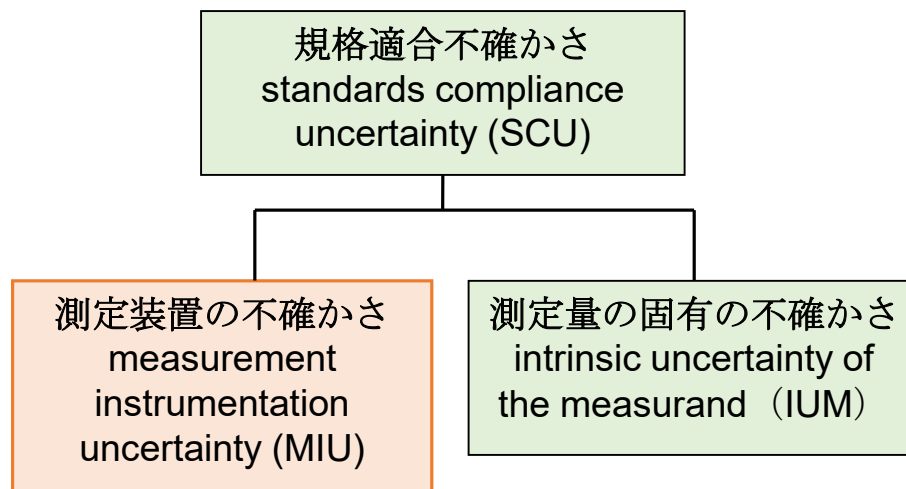 規格適合不確かさ
standards compliance
uncertainty (SCU)
測定装置の不確かさ
measurement
instrumentation
uncertainty (MIU)
測定量の固有の不確かさ
intrinsic uncertainty of
the measurand（IUM）